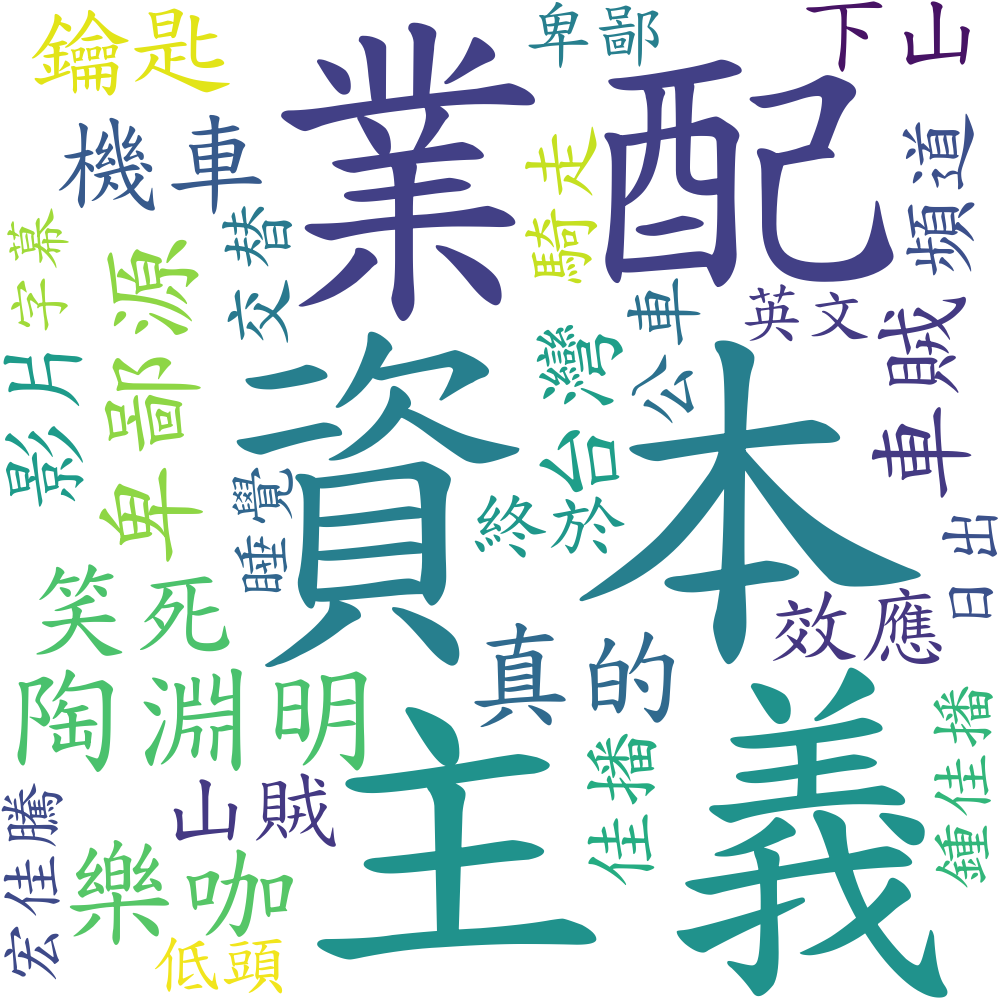 鑰匙
卑鄙
下山
業配
機車
騎走
頻道
交替
字幕
卑鄙源
英文
公車
車賊
台灣
影片
資本
睡覺
終於
日出
笑死
效應
真的
陶淵明
主義
佳播
鍾佳播
山賊
宏佳騰
樂咖
低頭